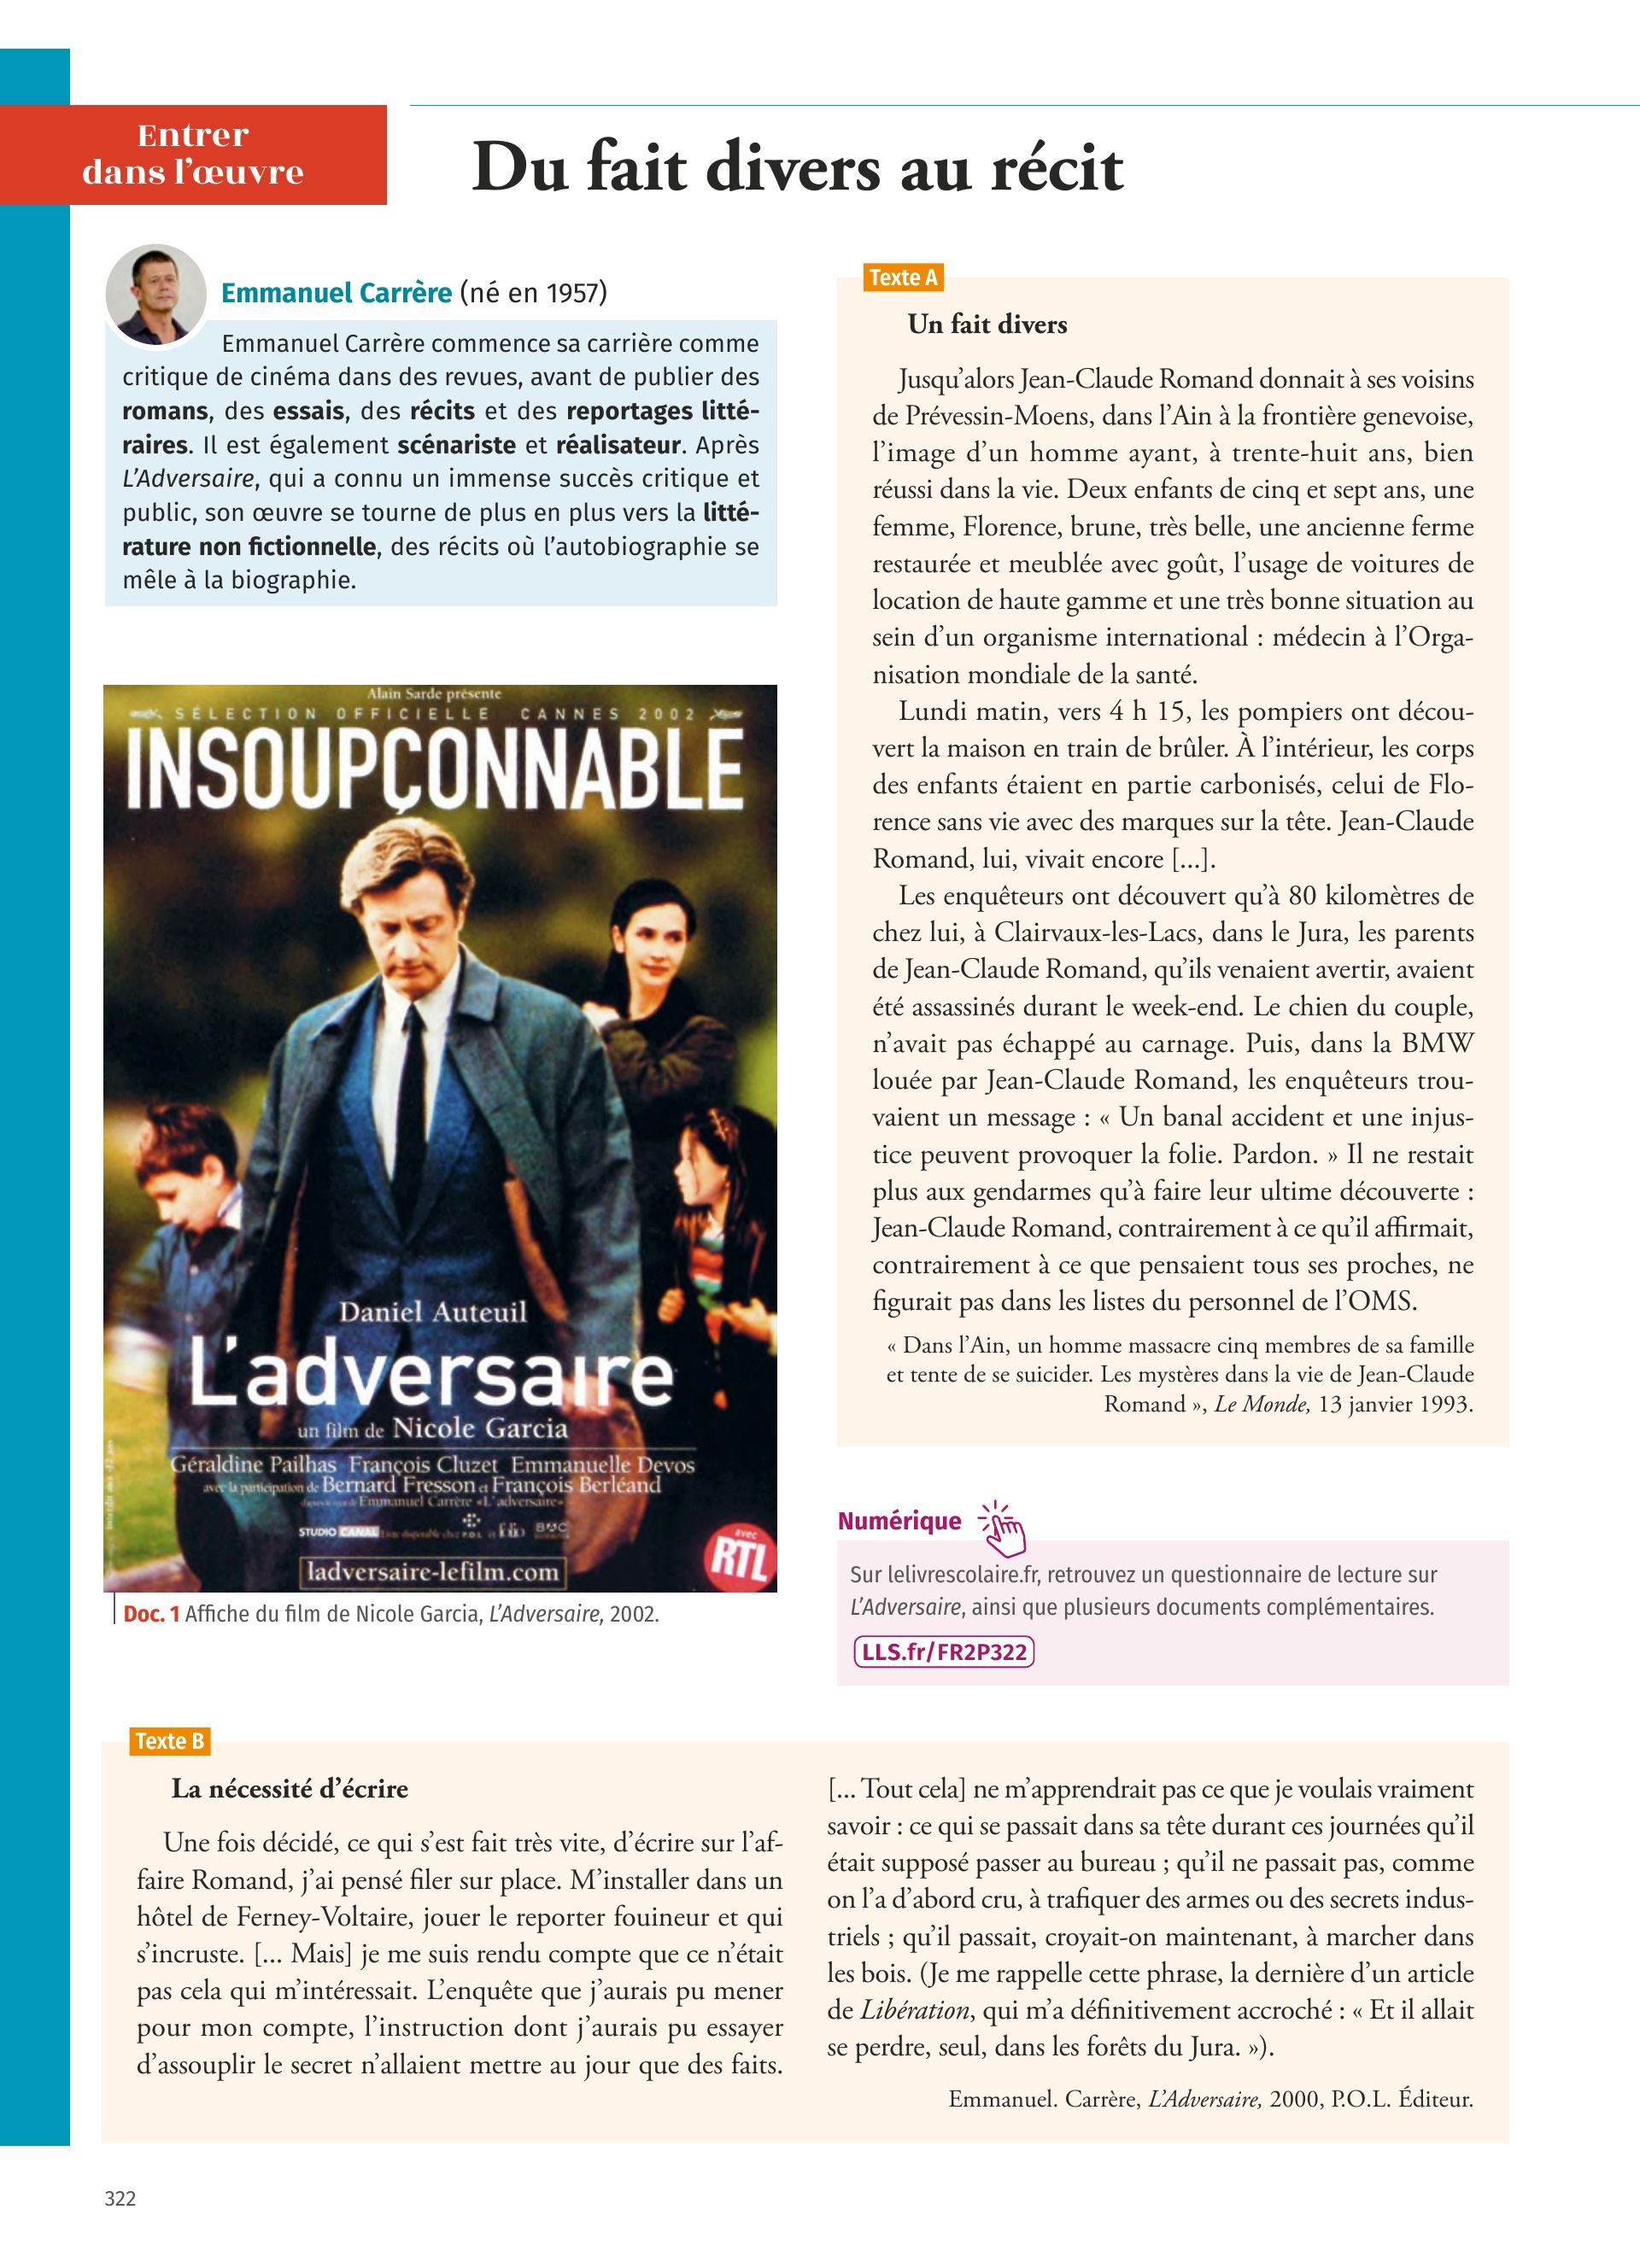 Entrer
dans l’œuvre
Du fait divers au récit
Emmanuel Carrère (né en 1957)
Emmanuel Carrère commence sa carrière comme
critique de cinéma dans des revues, avant de publier des
romans, des essais, des récits et des reportages litté-
raires. Il est également scénariste et réalisateur. Après
L’Adversaire, qui a connu un immense succès critique et
public, son œuvre se tourne de plus en plus vers la litté-
rature non fictionnelle, des récits où l’autobiographie se
mêle à la biographie.
Alain Sarde présente
SÉLECTION OFFICIELLE CANNES 2002
INSOUPÇONNABLE
Daniel Auteuil
L’adversaire
un film de Nicole Garcia
Géraldine Pailhas François Cluzet Emmanuelle Devos
avec la participation de Bernard Fresson et François Berléand
Emmanuel Carrère «L’adversaire»
STUDIO CANAL
ladversaire-lefilm.com
avec
RTL
Doc. 1 Affiche du film de Nicole Garcia, L’Adversaire, 2002.
Texte A
Un fait divers
Jusqu’alors Jean-Claude Romand donnait à ses voisins
de Prévessin-Moens, dans l’Ain à la frontière genevoise,
l’image d’un homme ayant, à trente-huit ans, bien
réussi dans la vie. Deux enfants de cinq et sept ans, une
femme, Florence, brune, très belle, une ancienne ferme
restaurée et meublée avec goût, l’usage de voitures de
location de haute gamme et une très bonne situation au
sein d’un organisme international : médecin à l’Orga-
nisation mondiale de la santé.
Lundi matin, vers 4 h 15, les pompiers ont décou-
vert la maison en train de brûler. À l’intérieur, les corps
des enfants étaient en partie carbonisés, celui de Flo-
rence sans vie avec des marques sur la tête. Jean-Claude
Romand, lui, vivait encore [...].
Les enquêteurs ont découvert qu’à 80 kilomètres de
chez lui, à Clairvaux-les-Lacs, dans le Jura, les parents
de Jean-Claude Romand, qu’ils venaient avertir, avaient
été assassinés durant le week-end. Le chien du couple,
n’avait pas échappé au carnage. Puis, dans la BMW
louée par Jean-Claude Romand, les enquêteurs trou-
vaient un message : « Un banal accident et une injus-
tice peuvent provoquer la folie. Pardon. » Il ne restait
plus aux gendarmes qu’à faire leur ultime découverte :
Jean-Claude Romand, contrairement à ce qu’il affirmait,
contrairement à ce que pensaient tous ses proches, ne
figurait pas dans les listes du personnel de l’OMS.
« Dans l’Ain, un homme massacre cinq membres de sa famille
et tente de se suicider. Les mystères dans la vie de Jean-Claude
Romand », Le Monde, 13 janvier 1993.
Numérique
Sur lelivrescolaire.fr, retrouvez un questionnaire de lecture sur
L’Adversaire, ainsi que plusieurs documents complémentaires.
LLS.fr/FR2P322
Texte B
La nécessité d’écrire
Une fois décidé, ce qui s’est fait très vite, d’écrire sur l’af-
faire Romand, j’ai pensé filer sur place. M’installer dans un
hôtel de Ferney-Voltaire, jouer le reporter fouineur et qui
s’incruste. [... Mais] je me suis rendu compte que ce n’était
pas cela qui m’intéressait. L’enquête que j’aurais pu mener
pour mon compte, l’instruction dont j’aurais pu essayer
d’assouplir le secret n’allaient mettre au jour que des faits.
[... Tout cela] ne m’apprendrait pas ce que je voulais vraiment
savoir : ce qui se passait dans sa tête durant ces journées qu’il
était supposé passer au bureau ; qu’il ne passait pas, comme
on l’a d’abord cru, à trafiquer des armes ou des secrets indus-
triels ; qu’il passait, croyait-on maintenant, à marcher dans
les bois. (Je me rappelle cette phrase, la dernière d’un article
de Libération, qui m’a définitivement accroché : « Et il allait
se perdre, seul, dans les forêts du Jura. »).
Emmanuel. Carrère, L’Adversaire, 2000, P.O.L. Éditeur.
322